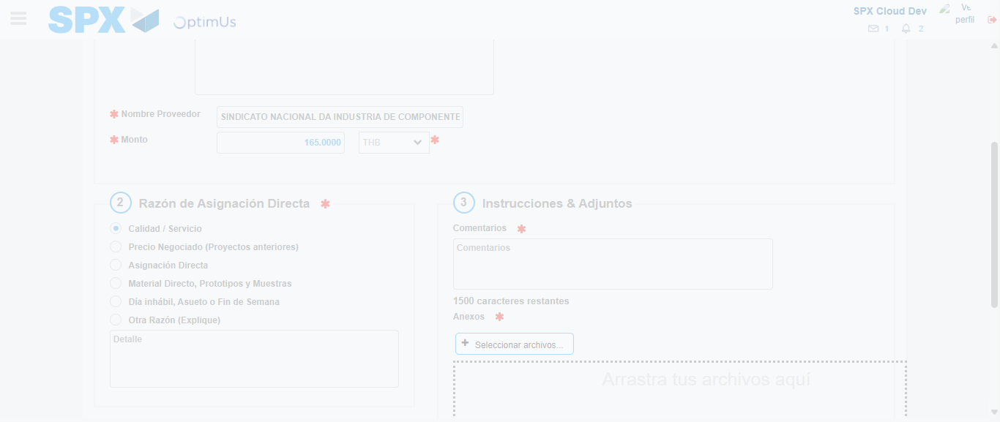 SPX
OptimUs
SPX Cloud Dev
1
2
perfil
Nombre Proveedor
SINDICATO NACIONAL DA INDUSTRIA DE COMPONENTE
Monto
165.0000
THB
2
Razón de Asignación Directa
Calidad / Servicio
Precio Negociado (Proyectos anteriores)
Asignación Directa
Material Directo, Prototipos y Muestras
Día inhábil, Asueto o Fin de Semana
Otra Razón (Explique)
Detalle
3
Instrucciones & Adjuntos
Comentarios
Comentarios
1500 caracteres restantes
Anexos
Seleccionar archivos...
Arrastra tus archivos aquí